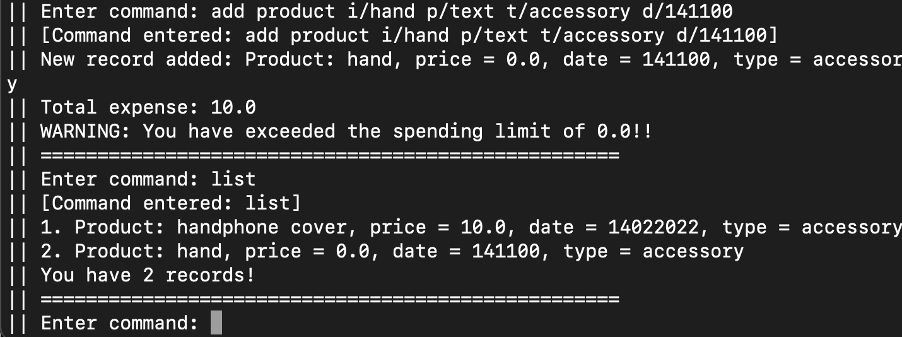 || Enter command: add product i/hand p/text t/accessory d/141100
|| [Command entered: add product i/hand p/text t/accessory d/141100]
|| New record added: Product: hand, price = 0.0, date = 141100, type = accessor
y
|| Total expense: 10.0
|| WARNING: You have exceeded the spending limit of 0.0!!
|| ===================================================
|| Enter command: list
|| [Command entered: list]
|| 1. Product: handphone cover, price = 10.0, date = 14022022, type = accessory
|| 2. Product: hand, price = 0.0, date = 141100, type = accessory
|| You have 2 records!
|| ===================================================
|| Enter command: